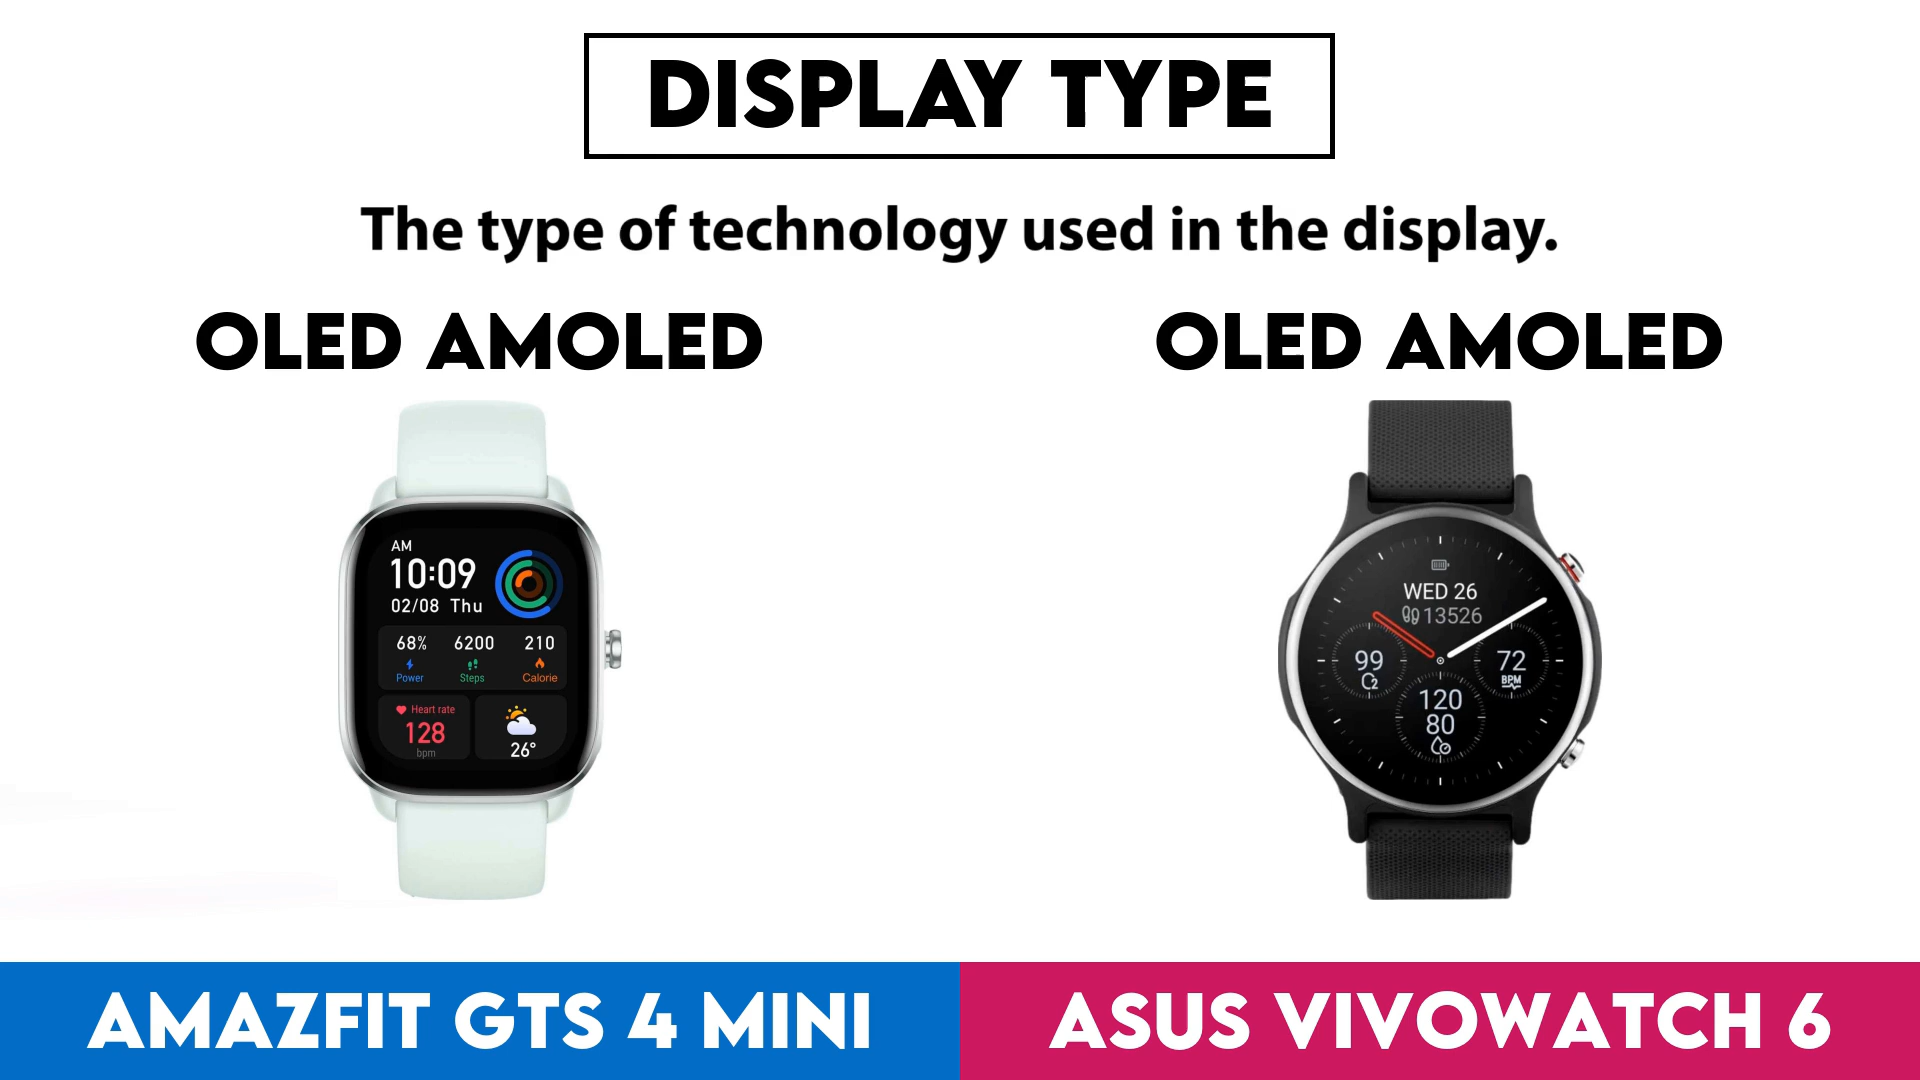 DISPLAY TYPE
The type of technology used in the display.
OLED AMOLED
OLED AMOLED
AM
10:09
02/08 Thu
68% 6200 210
Power Steps Calorie
Heart rate
128
bpm
26°
WED 26
13526
99
72
BPM
120
80
AMAZFIT GTS 4 MINI
ASUS VIVOWATCH 6